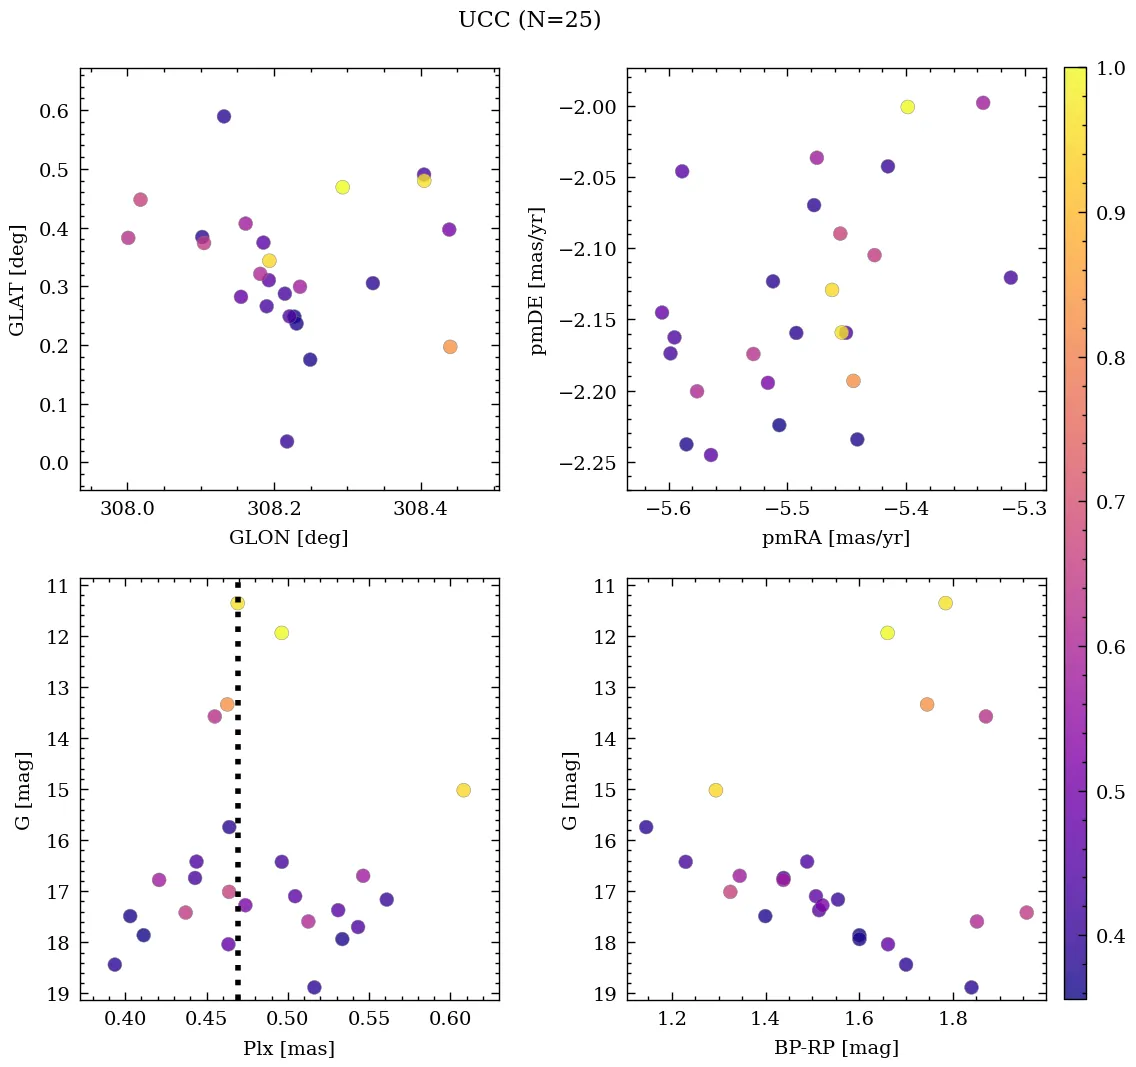 UCC (N=25)
0.6
0.5
0.4
0.3
0.2
0.1
0.0
GLAT [deg]
308.0 308.2 308.4
GLON [deg]
−2.00
−2.05
−2.10
−2.15
−2.20
−2.25
pmDE [mas/yr]
−5.6 −5.5 −5.4 −5.3
pmRA [mas/yr]
1.0
0.9
0.8
0.7
0.6
0.5
0.4
11
12
13
14
15
16
17
18
19
G [mag]
0.40 0.45 0.50 0.55 0.60
Plx [mas]
11
12
13
14
15
16
17
18
19
G [mag]
1.2 1.4 1.6 1.8
BP-RP [mag]